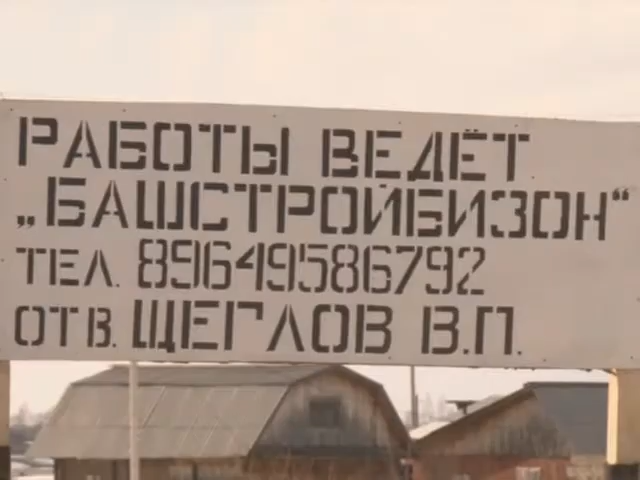 РАБОТЫ ВЕДЁТ
„БАШСТРОЙБИЗОН“
ТЕЛ. 89649586792
ОТВ. ЩЕГЛОВ В.П.